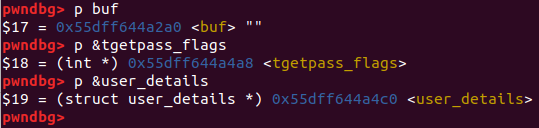 pwndbg> p buf
$17 = 0x55dff644a2a0 <buf> ""
pwndbg> p &tgetpass_flags
$18 = (int *) 0x55dff644a4a8 <tgetpass_flags>
pwndbg> p &user_details
$19 = (struct user_details *) 0x55dff644a4c0 <user_details>
pwndbg>